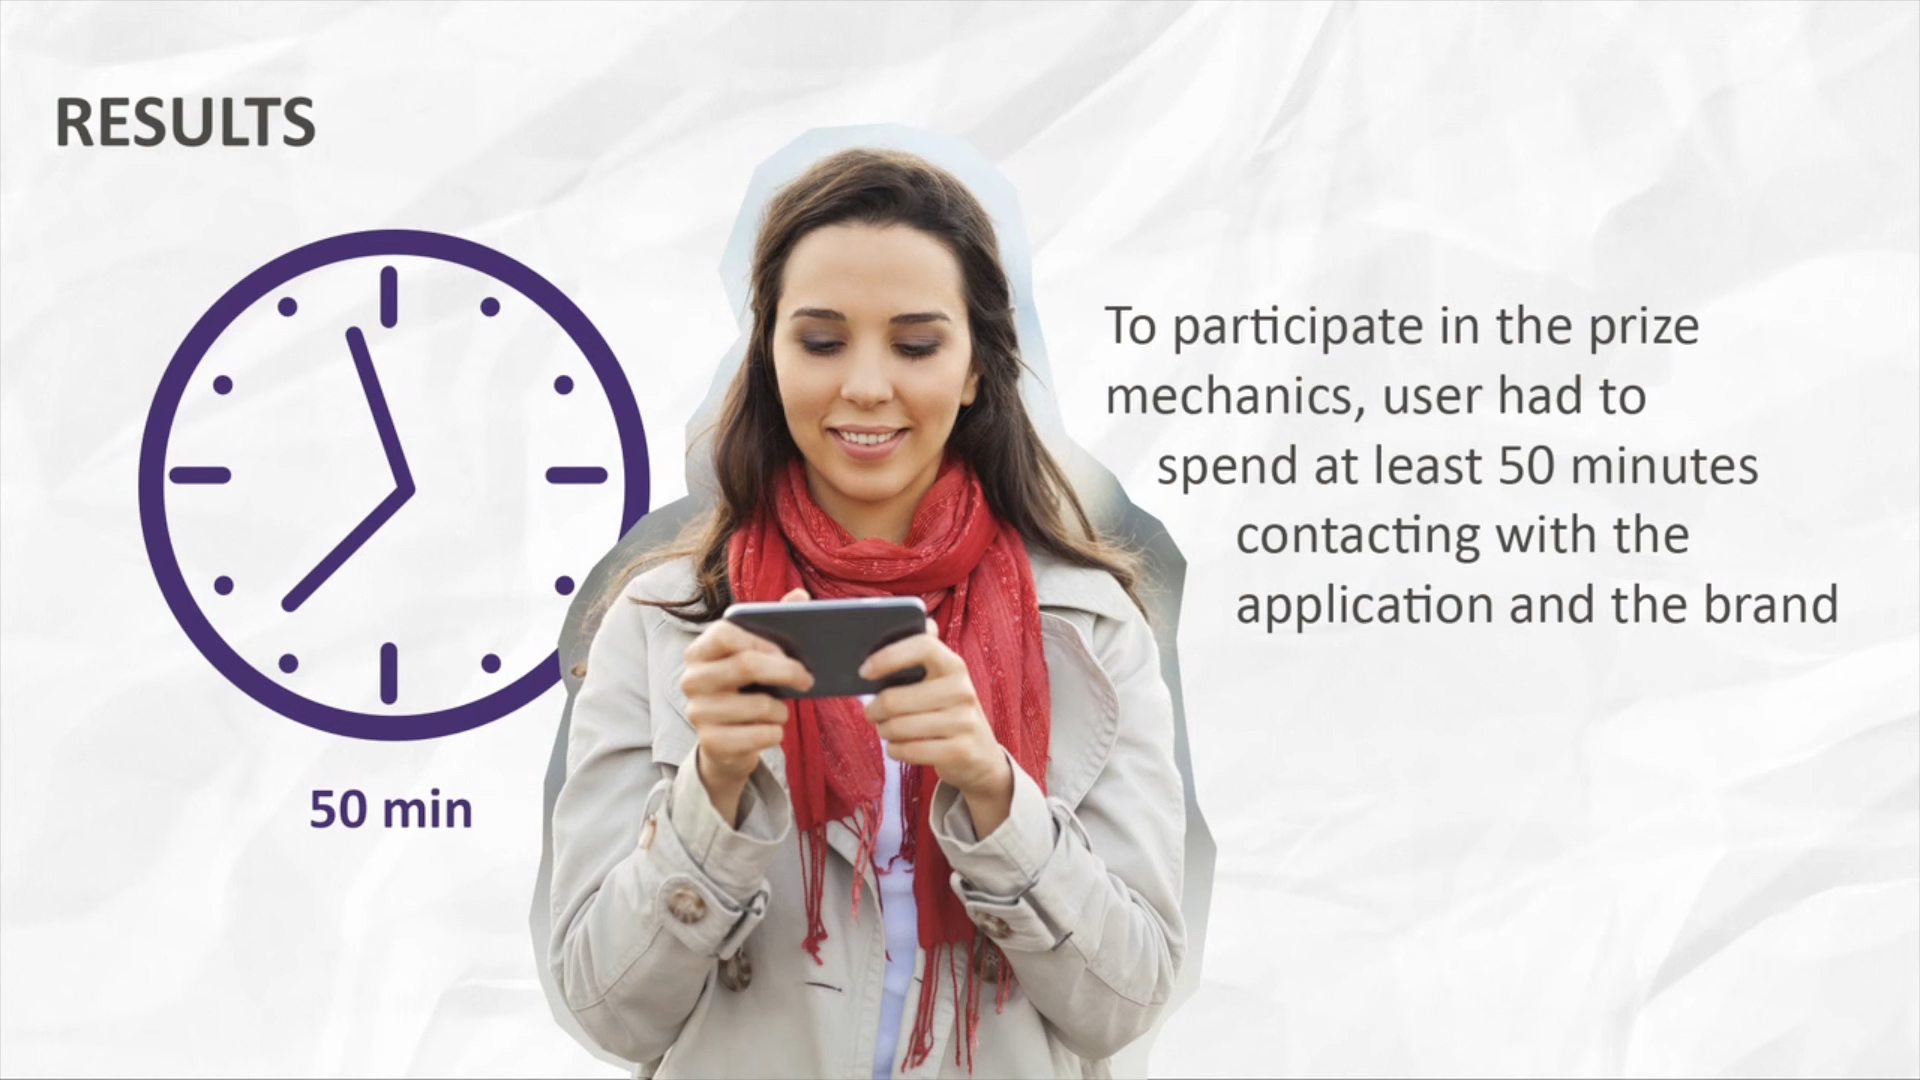 RESULTS
To participate in the prize
mechanics, user had to
spend at least 50 minutes
contacting with the
application and the brand
50 min